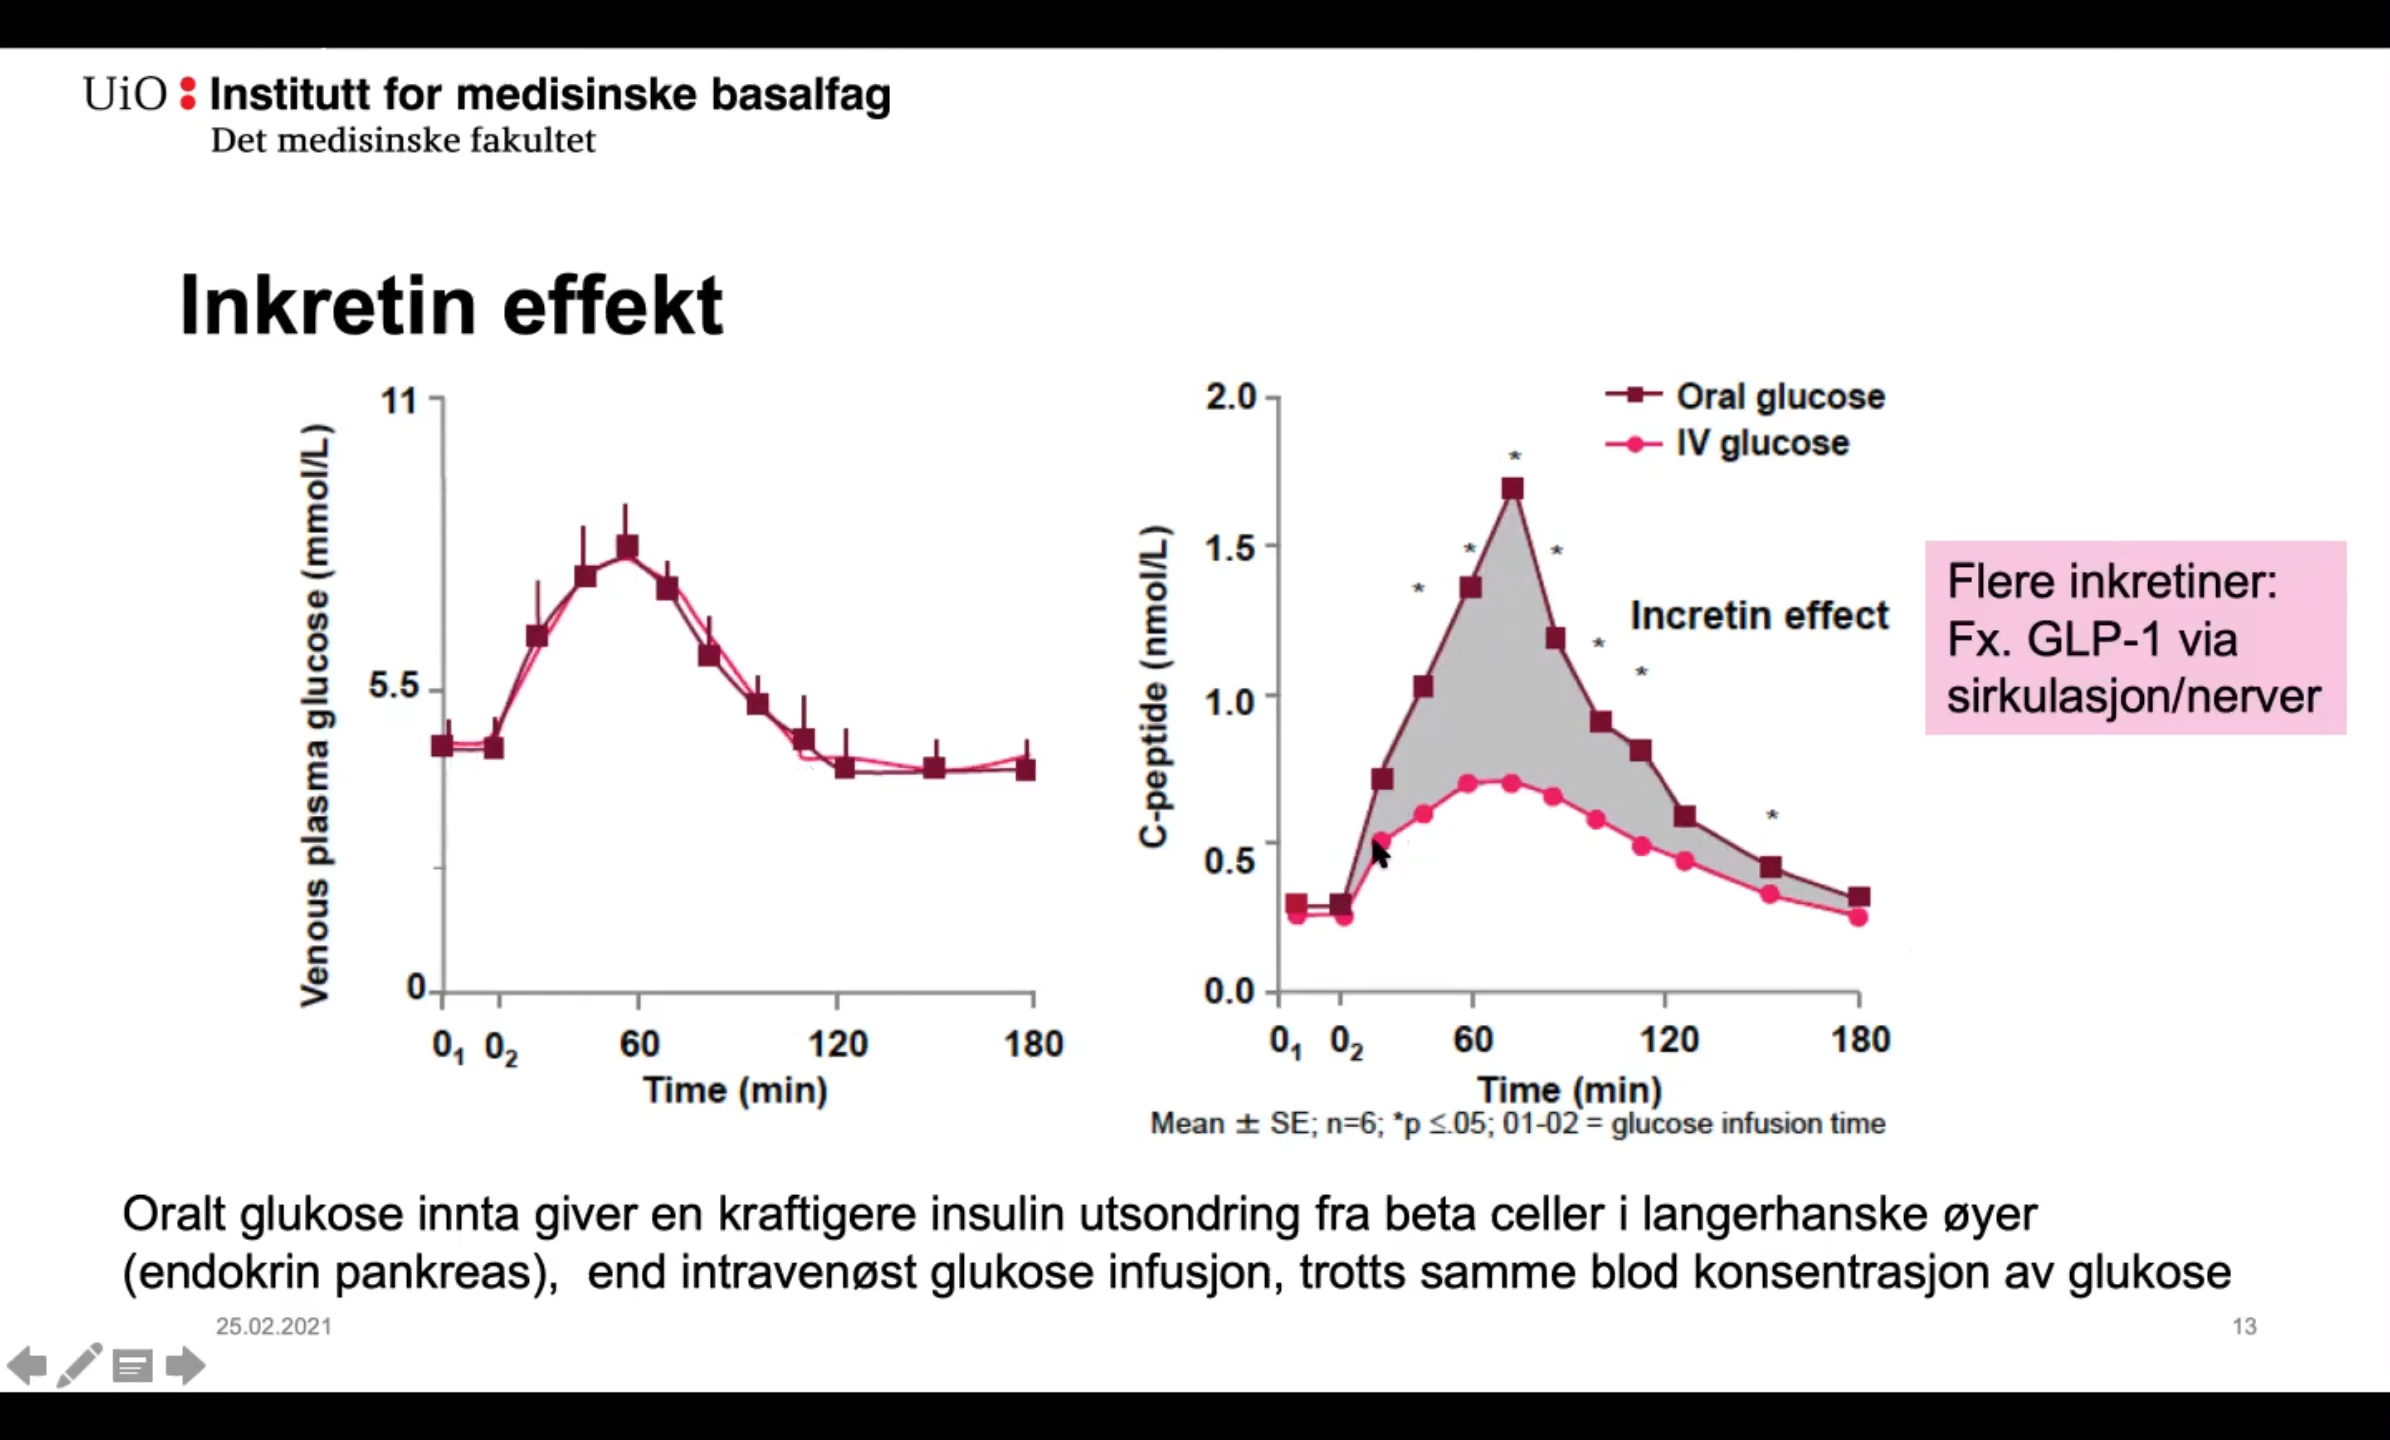 UiO : Institutt for medisinske basalfag
Det medisinske fakultet
Inkretin effekt
Venous plasma glucose (mmol/L)
11
5.5
0
0₁ 0₂ 60 120 180
Time (min)
C-peptide (nmol/L)
2.0
1.5
1.0
0.5
0.0
Oral glucose
IV glucose
*
*
*
*
*
*
*
Incretin effect
0₁ 0₂ 60 120 180
Time (min)
Mean ± SE; n=6; *p ≤.05; 01-02 = glucose infusion time
Flere inkretiner:
Fx. GLP-1 via
sirkulasjon/nerver
Oralt glukose innta giver en kraftigere insulin utsondring fra beta celler i langerhanske øyer
(endokrin pankreas), end intravenøst glukose infusjon, trotts samme blod konsentrasjon av glukose
25.02.2021
13